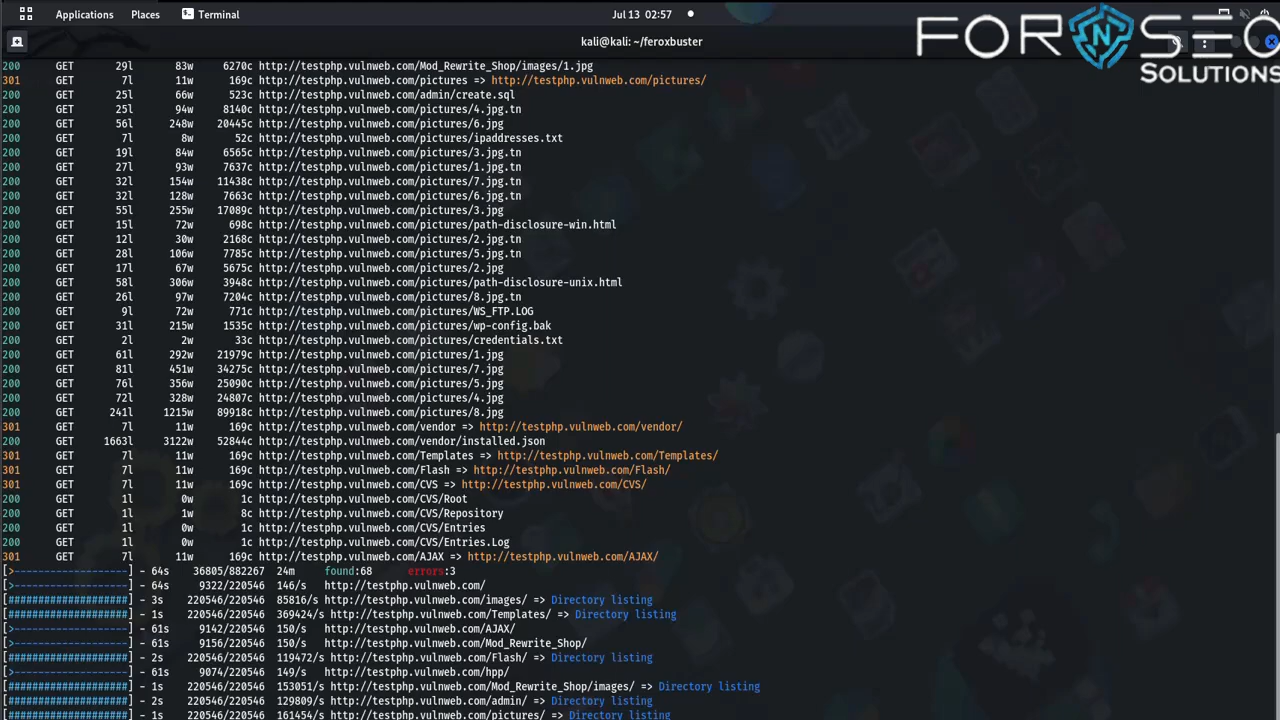 Applications Places Terminal Jul 13 02:57
kali@kali: ~/feroxbuster
FORNSEC
SOLUTIONS
200 GET 29l 83w 6270c http://testphp.vulnweb.com/Mod_Rewrite_Shop/images/1.jpg
301 GET 7l 11w 169c http://testphp.vulnweb.com/pictures => http://testphp.vulnweb.com/pictures/
200 GET 25l 66w 523c http://testphp.vulnweb.com/admin/create.sql
200 GET 25l 94w 8140c http://testphp.vulnweb.com/pictures/4.jpg.tn
200 GET 56l 248w 20445c http://testphp.vulnweb.com/pictures/6.jpg
200 GET 7l 8w 52c http://testphp.vulnweb.com/pictures/ipaddresses.txt
200 GET 19l 84w 6565c http://testphp.vulnweb.com/pictures/3.jpg.tn
200 GET 27l 93w 7637c http://testphp.vulnweb.com/pictures/1.jpg.tn
200 GET 32l 154w 11438c http://testphp.vulnweb.com/pictures/7.jpg.tn
200 GET 32l 128w 7663c http://testphp.vulnweb.com/pictures/6.jpg.tn
200 GET 55l 255w 17089c http://testphp.vulnweb.com/pictures/3.jpg
200 GET 15l 72w 698c http://testphp.vulnweb.com/pictures/path-disclosure-win.html
200 GET 12l 30w 2168c http://testphp.vulnweb.com/pictures/2.jpg.tn
200 GET 28l 106w 7785c http://testphp.vulnweb.com/pictures/5.jpg.tn
200 GET 17l 67w 5675c http://testphp.vulnweb.com/pictures/2.jpg
200 GET 58l 306w 3948c http://testphp.vulnweb.com/pictures/path-disclosure-unix.html
200 GET 26l 97w 7204c http://testphp.vulnweb.com/pictures/8.jpg.tn
200 GET 9l 72w 771c http://testphp.vulnweb.com/pictures/WS_FTP.LOG
200 GET 31l 215w 1535c http://testphp.vulnweb.com/pictures/wp-config.bak
200 GET 2l 2w 33c http://testphp.vulnweb.com/pictures/credentials.txt
200 GET 61l 292w 21979c http://testphp.vulnweb.com/pictures/1.jpg
200 GET 81l 451w 34275c http://testphp.vulnweb.com/pictures/7.jpg
200 GET 76l 356w 25090c http://testphp.vulnweb.com/pictures/5.jpg
200 GET 72l 328w 24807c http://testphp.vulnweb.com/pictures/4.jpg
200 GET 241l 1215w 89918c http://testphp.vulnweb.com/pictures/8.jpg
301 GET 7l 11w 169c http://testphp.vulnweb.com/vendor => http://testphp.vulnweb.com/vendor/
200 GET 1663l 3122w 52844c http://testphp.vulnweb.com/vendor/installed.json
301 GET 7l 11w 169c http://testphp.vulnweb.com/Templates => http://testphp.vulnweb.com/Templates/
301 GET 7l 11w 169c http://testphp.vulnweb.com/Flash => http://testphp.vulnweb.com/Flash/
301 GET 7l 11w 169c http://testphp.vulnweb.com/CVS => http://testphp.vulnweb.com/CVS/
200 GET 1l 0w 1c http://testphp.vulnweb.com/CVS/Root
200 GET 1l 1w 8c http://testphp.vulnweb.com/CVS/Repository
200 GET 1l 0w 1c http://testphp.vulnweb.com/CVS/Entries
200 GET 1l 0w 1c http://testphp.vulnweb.com/CVS/Entries.Log
301 GET 7l 11w 169c http://testphp.vulnweb.com/AJAX => http://testphp.vulnweb.com/AJAX/
[>-------------------] - 64s 36805/882267 24m found:68 errors:3
[>-------------------] - 64s 9322/220546 146/s http://testphp.vulnweb.com/
[####################] - 3s 220546/220546 85816/s http://testphp.vulnweb.com/images/ => Directory listing
[####################] - 1s 220546/220546 369424/s http://testphp.vulnweb.com/Templates/ => Directory listing
[>-------------------] - 61s 9142/220546 150/s http://testphp.vulnweb.com/AJAX/
[>-------------------] - 61s 9156/220546 150/s http://testphp.vulnweb.com/Mod_Rewrite_Shop/
[####################] - 2s 220546/220546 119472/s http://testphp.vulnweb.com/Flash/ => Directory listing
[>-------------------] - 61s 9074/220546 149/s http://testphp.vulnweb.com/hpp/
[####################] - 1s 220546/220546 153051/s http://testphp.vulnweb.com/Mod_Rewrite_Shop/images/ => Directory listing
[####################] - 2s 220546/220546 129809/s http://testphp.vulnweb.com/admin/ => Directory listing
[####################] - 1s 220546/220546 161454/s http://testphp.vulnweb.com/pictures/ => Directory listing